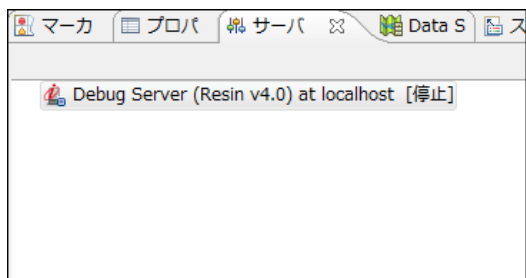 マーカ プロパ サーバ Data S ス
Debug Server (Resin v4.0) at localhost [停止]